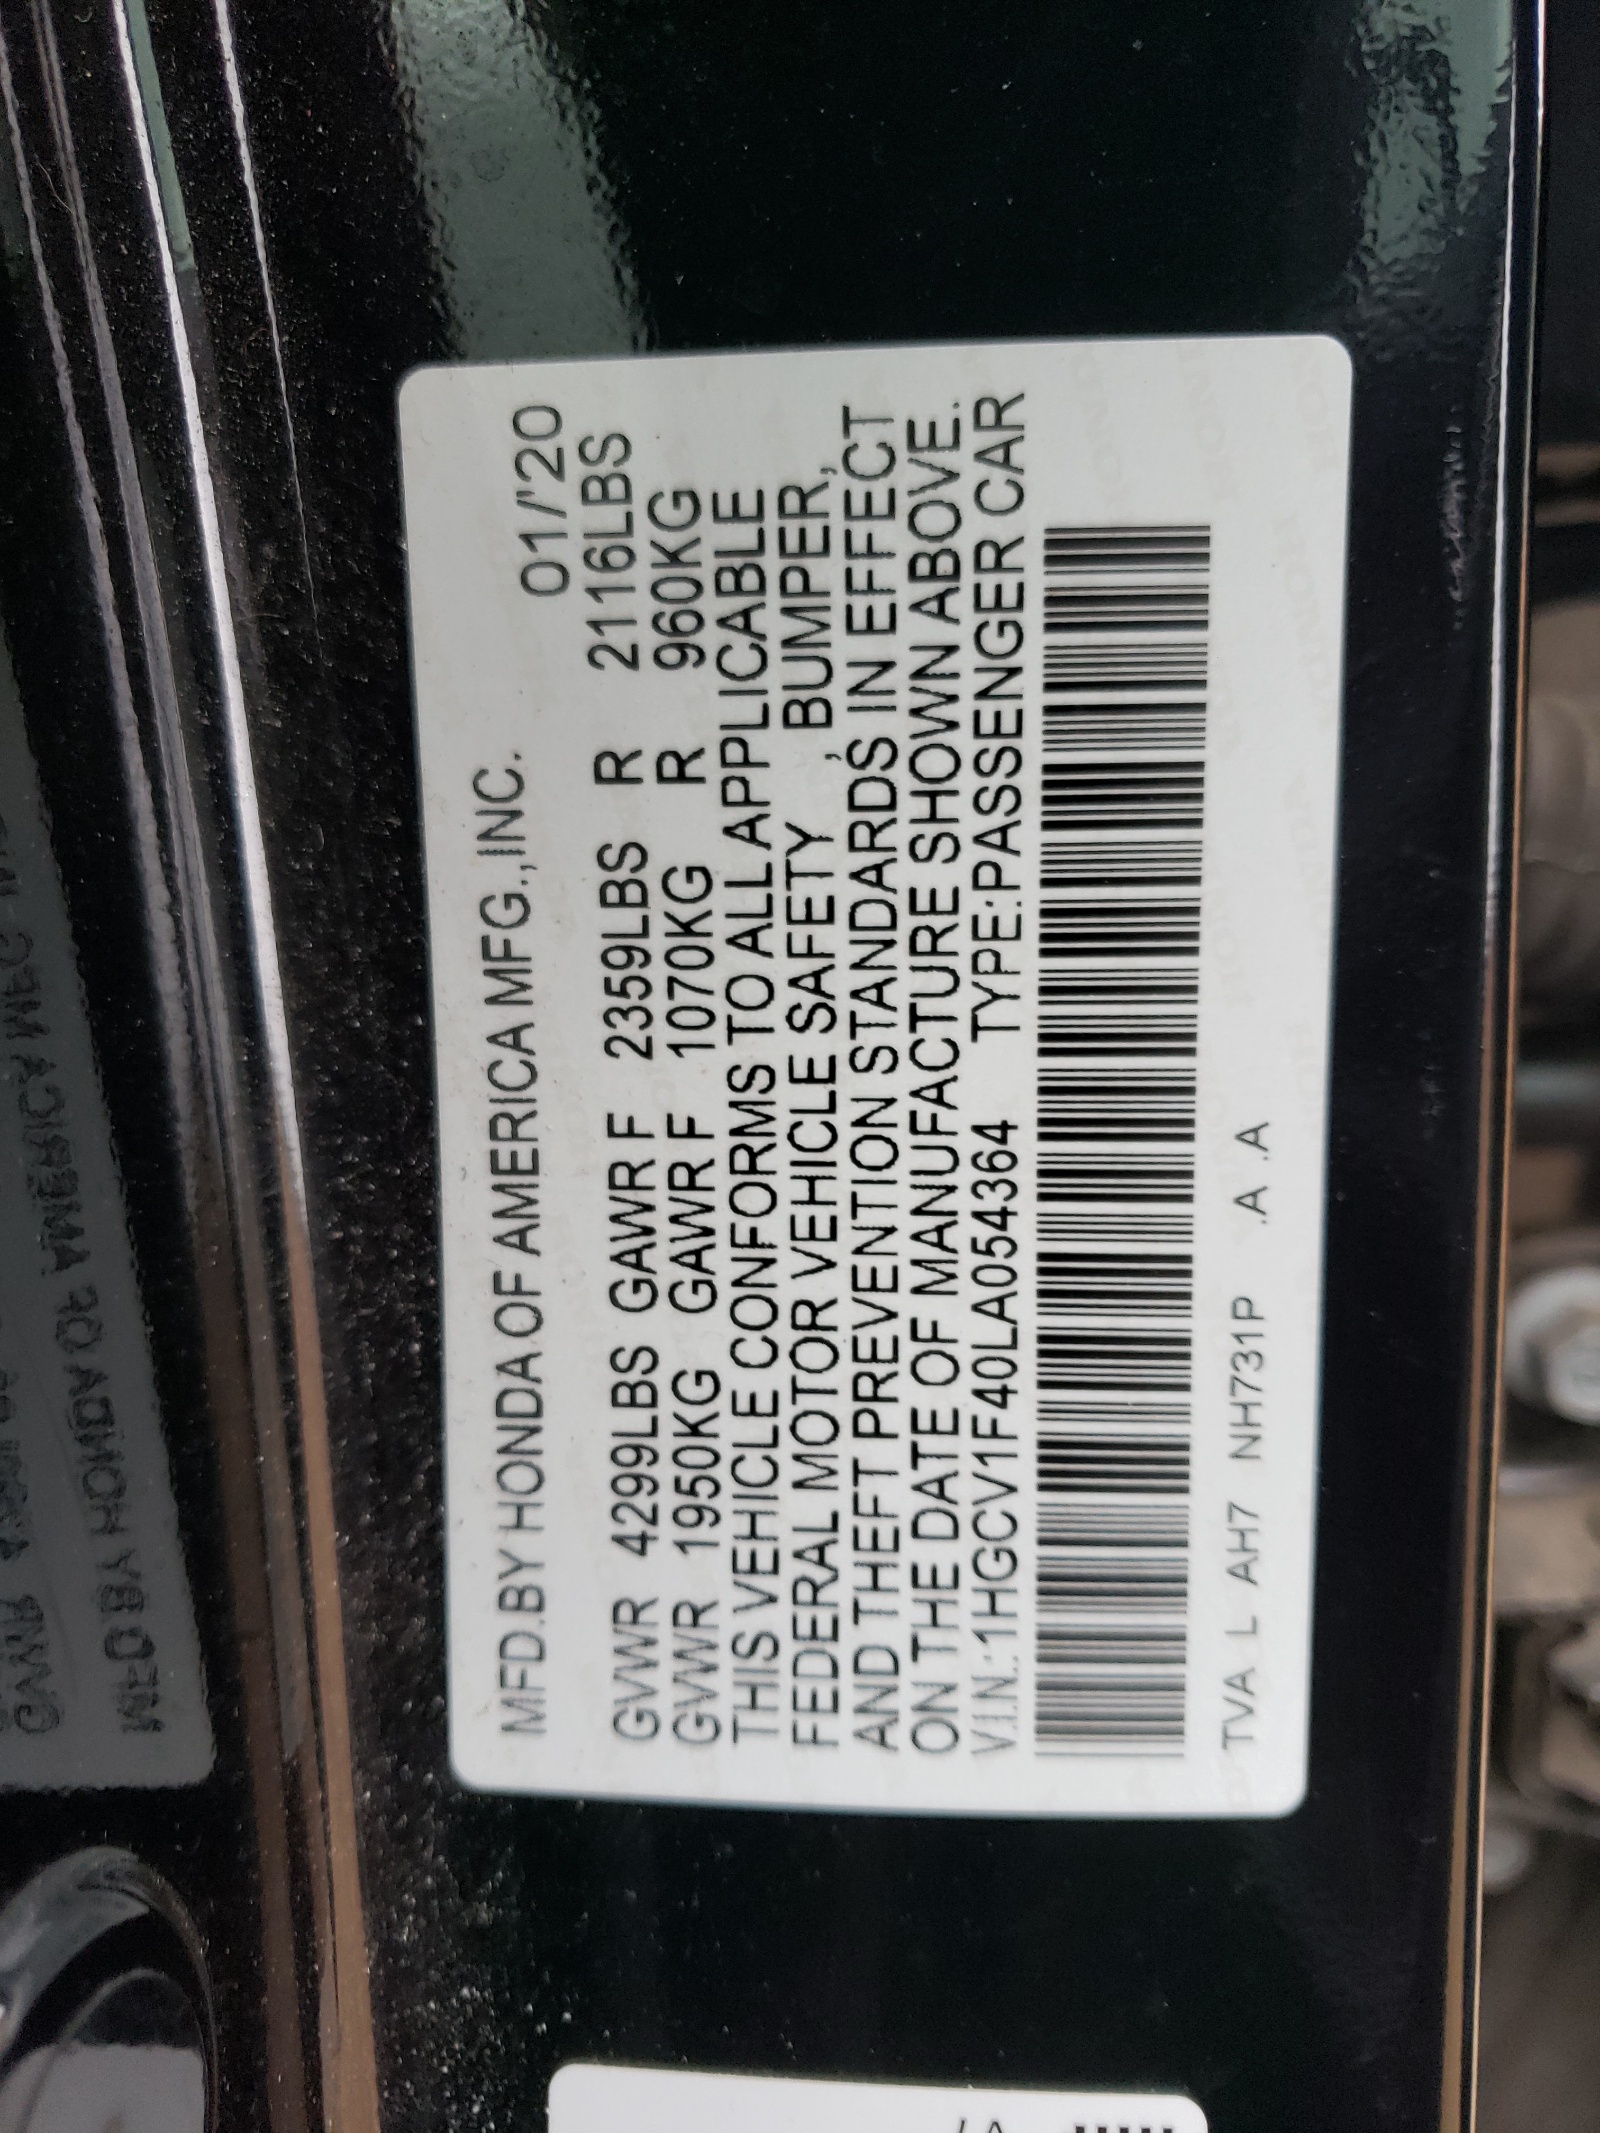 MFD.BY HONDA OF AMERICA MFG.,INC. 01/'20
GVWR 4299LBS GAWR F 2359LBS R 2116LBS
GVWR 1950KG GAWR F 1070KG R 960KG
THIS VEHICLE CONFORMS TO ALL APPLICABLE
FEDERAL MOTOR VEHICLE SAFETY , BUMPER,
AND THEFT PREVENTION STANDARDS IN EFFECT
ON THE DATE OF MANUFACTURE SHOWN ABOVE.
V.I.N.:1HGCV1F40LA054364 TYPE:PASSENGER CAR
TVA L AH7 NH731P .A .A